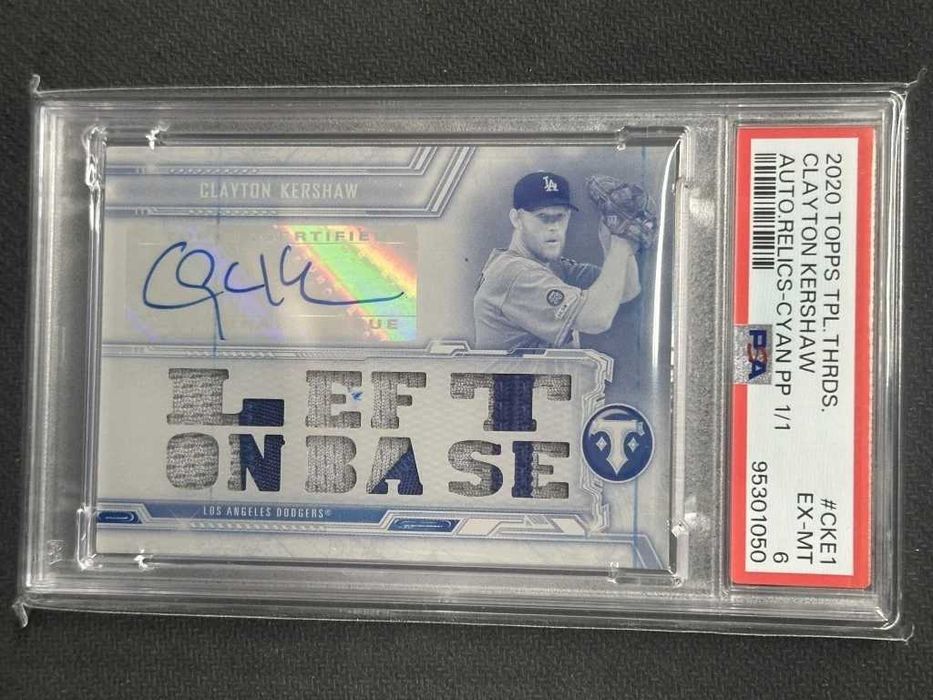 CLAYTON KERSHAW
LA
LEFT
ON BASE
LOS ANGELES DODGERS®
2020 TOPPS TPL. THRDS. #CKE1
CLAYTON KERSHAW EX-MT
AUTO.RELICS-CYAN PP 1/1 6
PSA 95301050